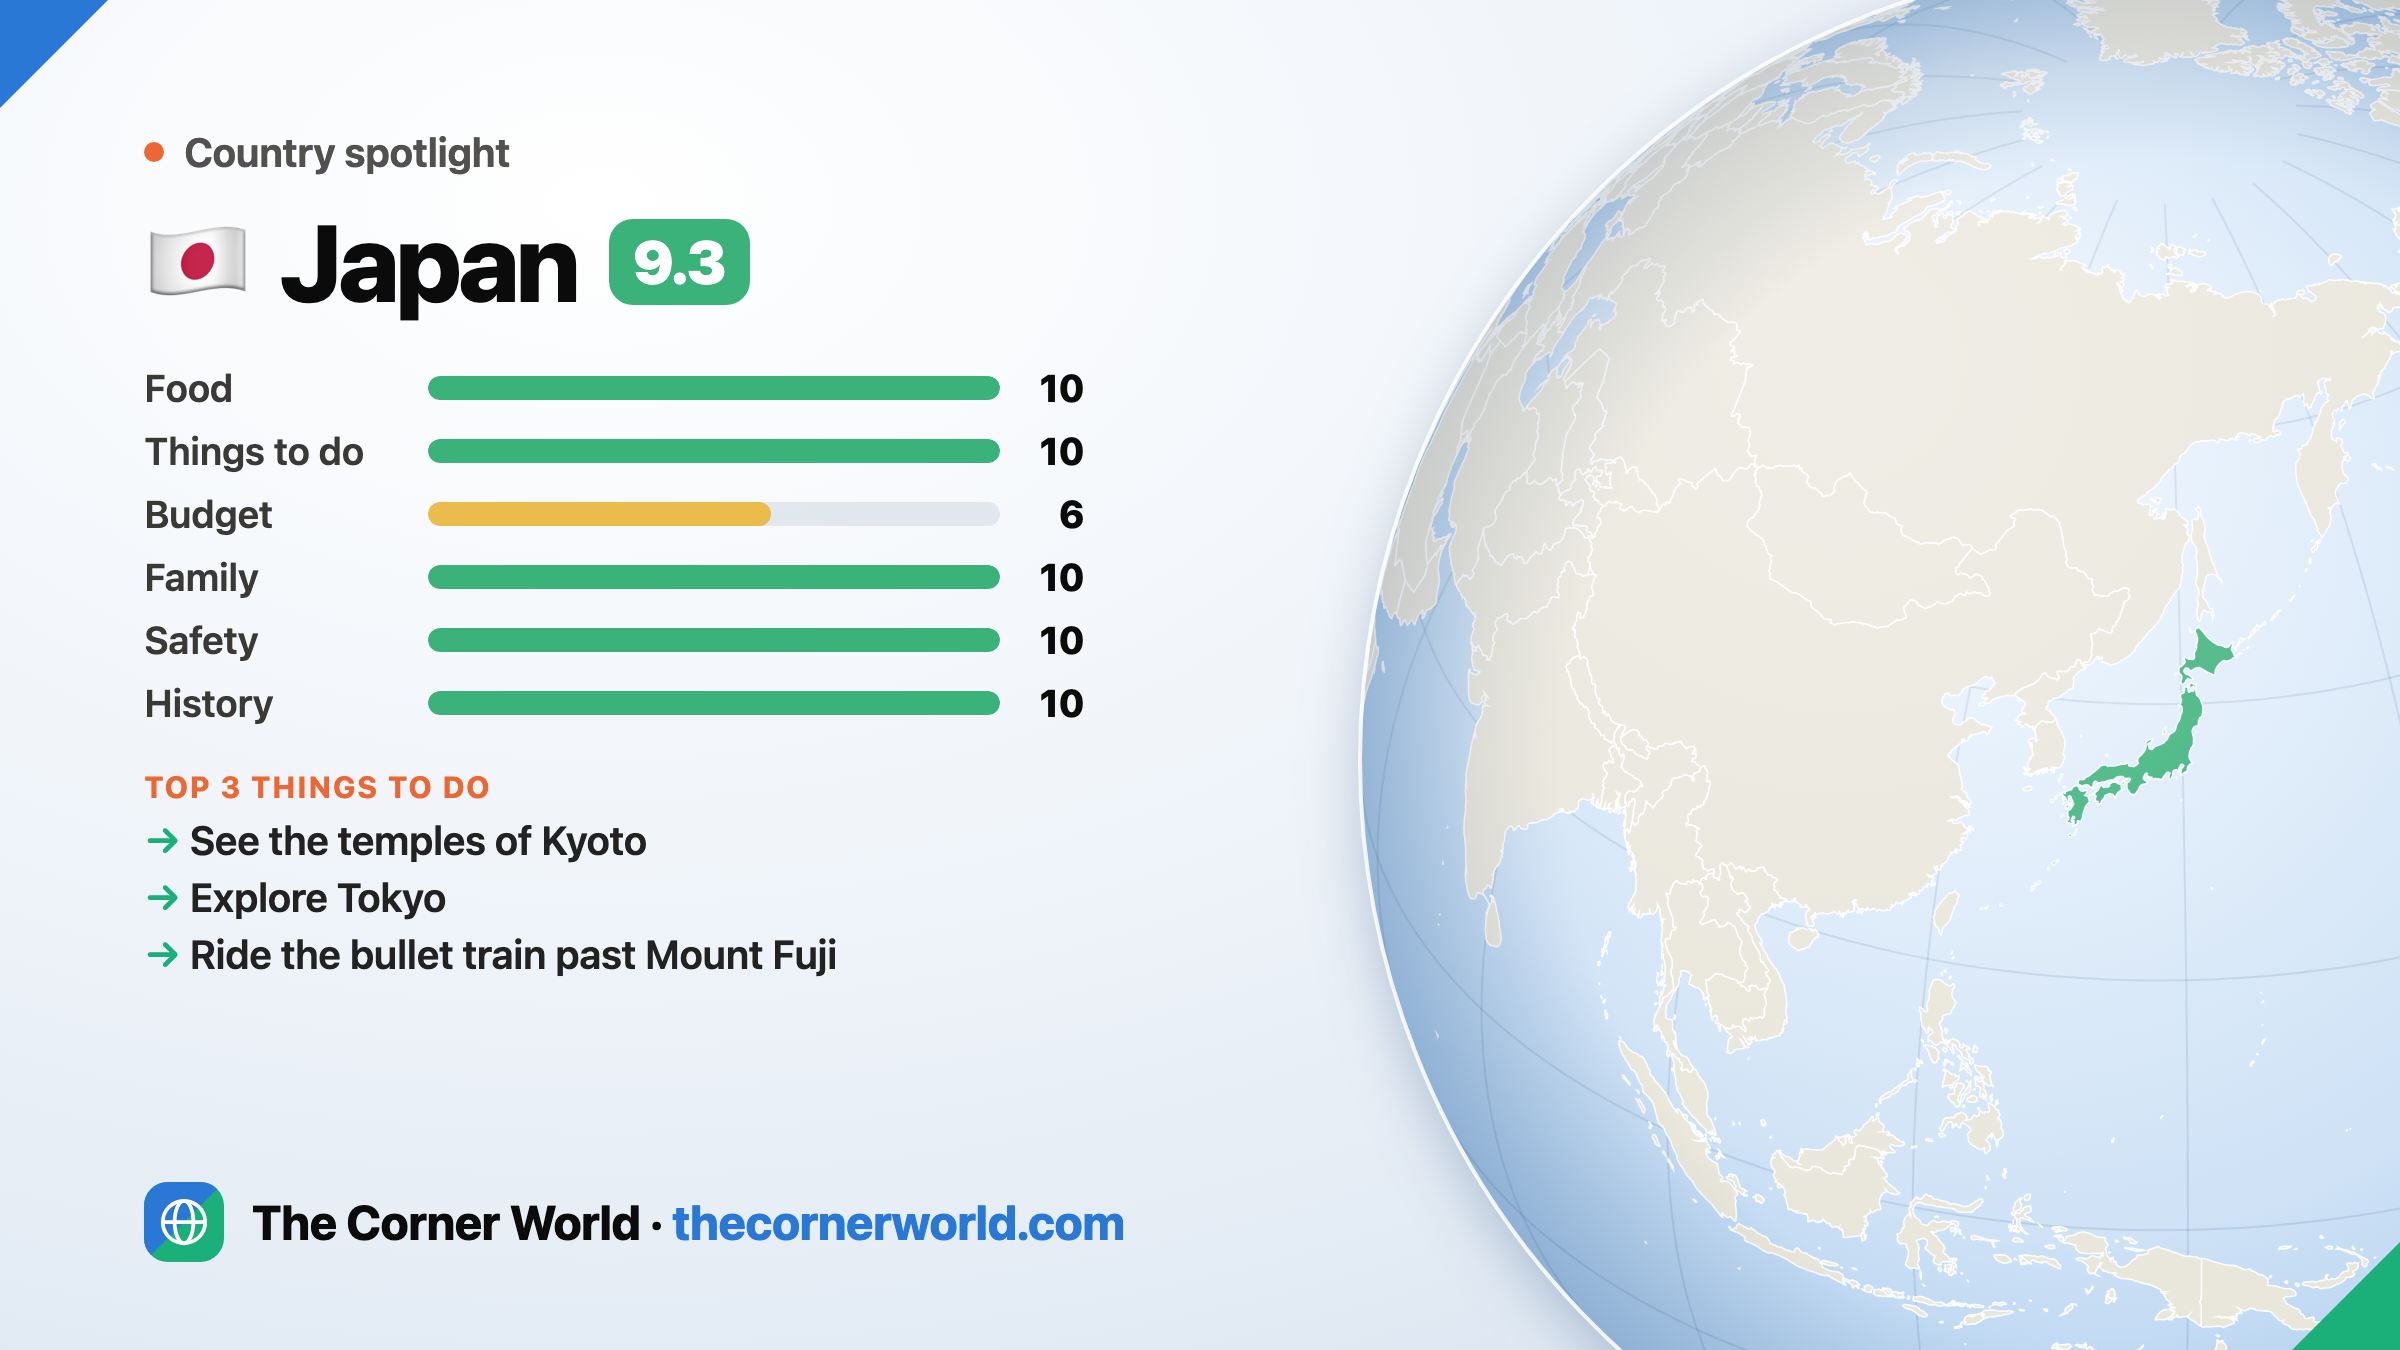 Country spotlight
Japan 9.3
Food 10
Things to do 10
Budget 6
Family 10
Safety 10
History 10
TOP 3 THINGS TO DO
→ See the temples of Kyoto
→ Explore Tokyo
→ Ride the bullet train past Mount Fuji
The Corner World · thecornerworld.com